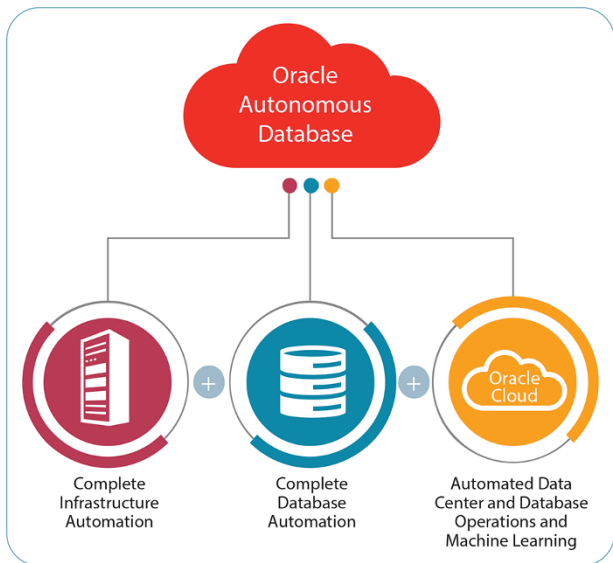 Oracle
Autonomous
Database
+
+
Oracle
Cloud
Complete
Infrastructure
Automation
Complete
Database
Automation
Automated Data
Center and Database
Operations and
Machine Learning